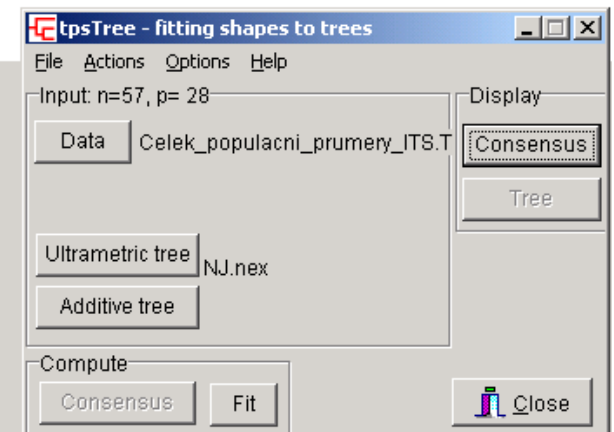 tpsTree - fitting shapes to trees
File Actions Options Help
Input: n=57, p= 28
Display
Data Celek_populacni_prumery_ITS.T
Consensus
Tree
Ultrametric tree NJ.nex
Additive tree
Compute
Consensus Fit Close